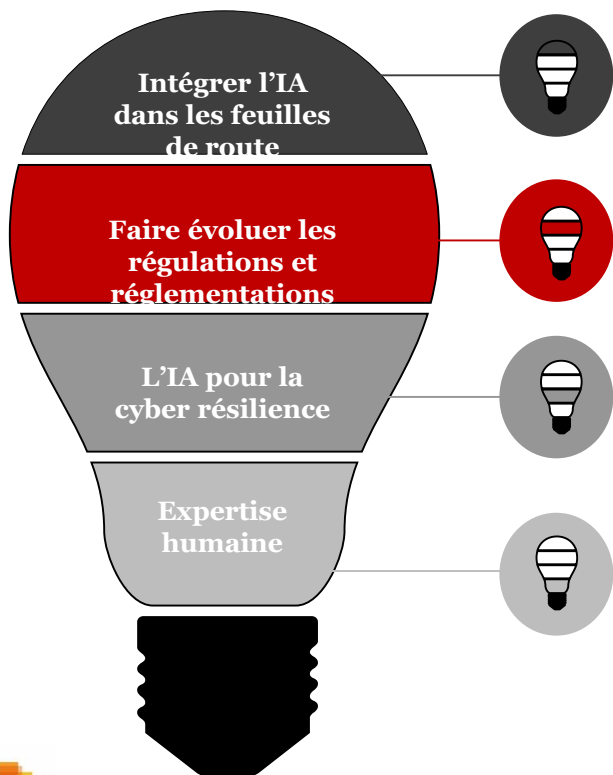 Intégrer l’IA
dans les feuilles
de route
Faire évoluer les
régulations et
réglementations
L’IA pour la
cyber résilience
Expertise
humaine